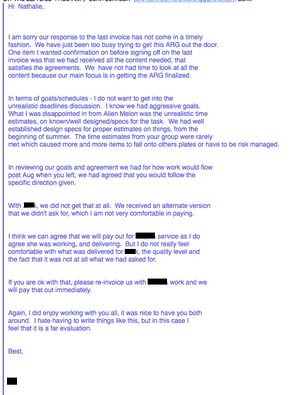 Hi Nathalie,
I am sorry our response to the last invoice has not come in a timely
fashion. We have just been too busy trying to get this ARG out the door.
One item I wanted confirmation on before signing off on the last
invoice was that we had received all the content needed, that
satisfies the agreements. We have not had time to look at all the
content because our main focus is in getting the ARG finalized.
In terms of goals/schedules - I do not want to get into the
unrealistic deadlines discussion. I know we had aggressive goals.
What I was disappointed in from Alien Melon was the unrealistic time
estimates, on known/well designed/specs for the task. We had well
established design specs for proper estimates on things, from the
beginning of summer. The time estimates from your group were rarely
met which caused more and more items to fall onto others plates or have to be risk managed.
In reviewing our goals and agreement we had for how work would flow
post Aug when you left, we had agreed that you would follow the
specific direction given.
With k, we did not get that at all. We received an alternate version
that we didn't ask for, which I am not very comfortable in paying.
I think we can agree that we will pay out for service as I do
agree she was working, and delivering. But I do not really feel
comfortable with what was delivered for k, the quality level and
the fact that it was not at all what we had asked for.
If you are ok with that, please re-invoice us with work and we
will pay that out immediately.
Again, I did enjoy working with you all, it was nice to have you both
around. I hate having to write things like this, but in this case I
feel that it is a far evaluation.
Best,